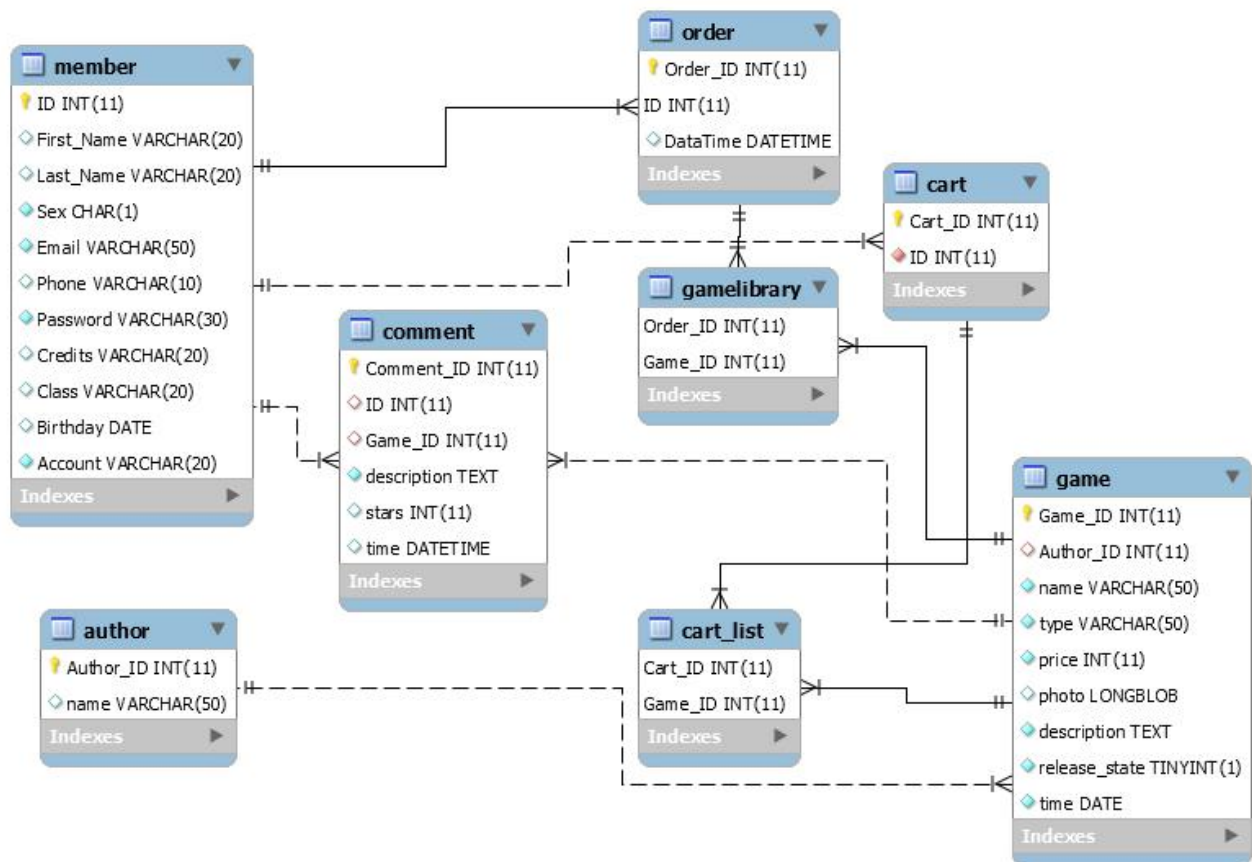 member
ID INT(11)
First_Name VARCHAR(20)
Last_Name VARCHAR(20)
Sex CHAR(1)
Email VARCHAR(50)
Phone VARCHAR(10)
Password VARCHAR(30)
Credits VARCHAR(20)
Class VARCHAR(20)
Birthday DATE
Account VARCHAR(20)
Indexes
order
Order_ID INT(11)
ID INT(11)
DataTime DATETIME
Indexes
cart
Cart_ID INT(11)
ID INT(11)
Indexes
gamelibrary
Order_ID INT(11)
Game_ID INT(11)
Indexes
comment
Comment_ID INT(11)
ID INT(11)
Game_ID INT(11)
description TEXT
stars INT(11)
time DATETIME
Indexes
game
Game_ID INT(11)
Author_ID INT(11)
name VARCHAR(50)
type VARCHAR(50)
price INT(11)
photo LONGBLOB
description TEXT
release_state TINYINT(1)
time DATE
Indexes
author
Author_ID INT(11)
name VARCHAR(50)
Indexes
cart_list
Cart_ID INT(11)
Game_ID INT(11)
Indexes